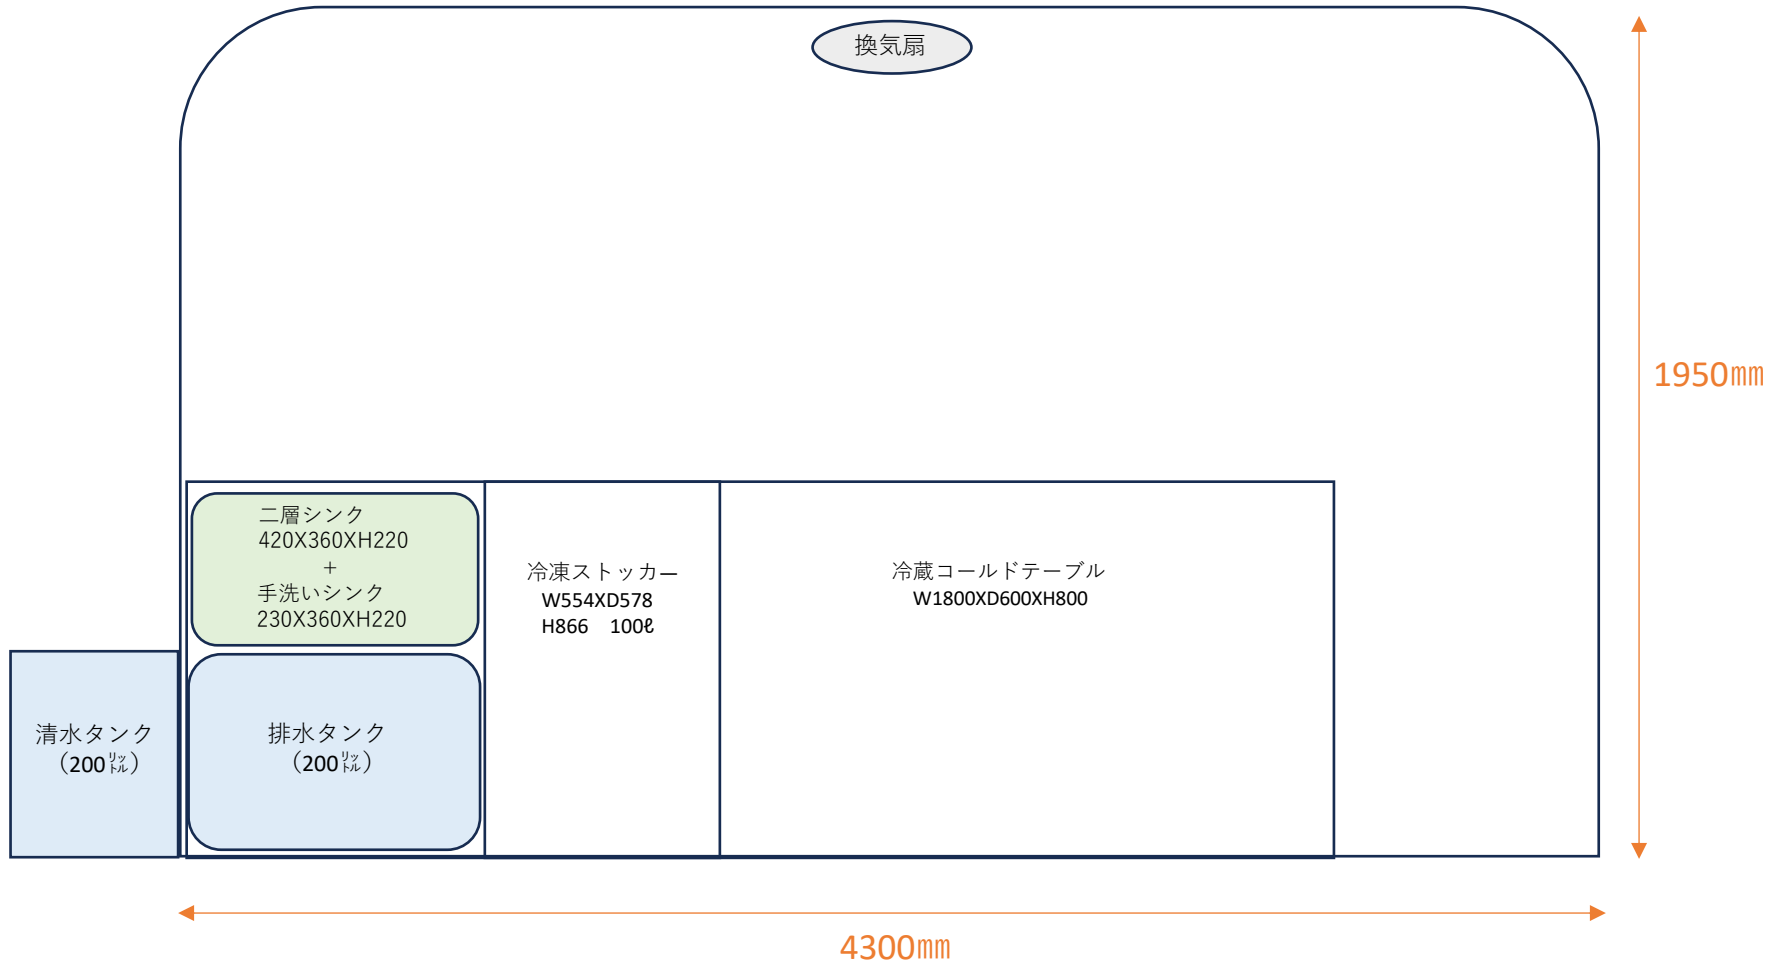 換気扇
1950㎜
二層シンク
420X360XH220
+
手洗いシンク
230X360XH220
冷凍ストッカー
W554XD578
H866 100ℓ
冷蔵コールドテーブル
W1800XD600XH800
清水タンク
（200㍑）
排水タンク
（200㍑）
4300㎜